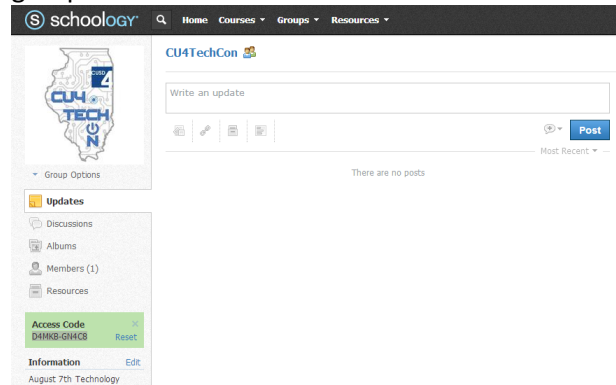 S schoology Home Courses Groups Resources
CUSD
4
CU4
TECH
CON
CU4TechCon
Write an update
Post
Most Recent
There are no posts
Group Options
Updates
Discussions
Albums
Members (1)
Resources
Access Code
D4MKB-GN4C8 Reset
Information Edit
August 7th Technology